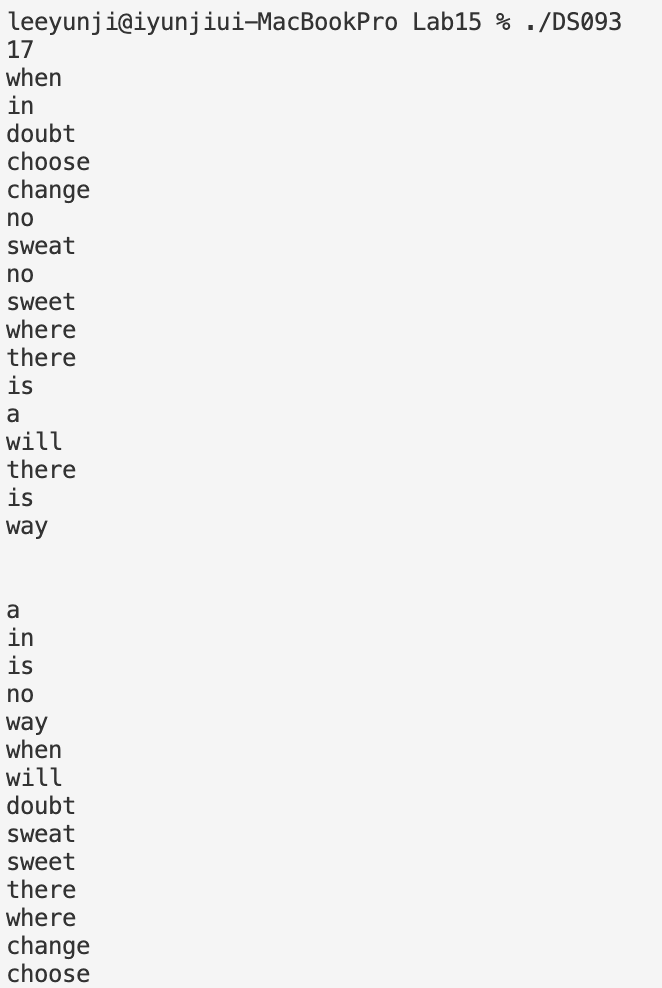 leeyunji@iyunjiui-MacBookPro Lab15 % ./DS093
17
when
in
doubt
choose
change
no
sweat
no
sweet
where
there
is
a
will
there
is
way
a
in
is
no
way
when
will
doubt
sweat
sweet
there
where
change
choose